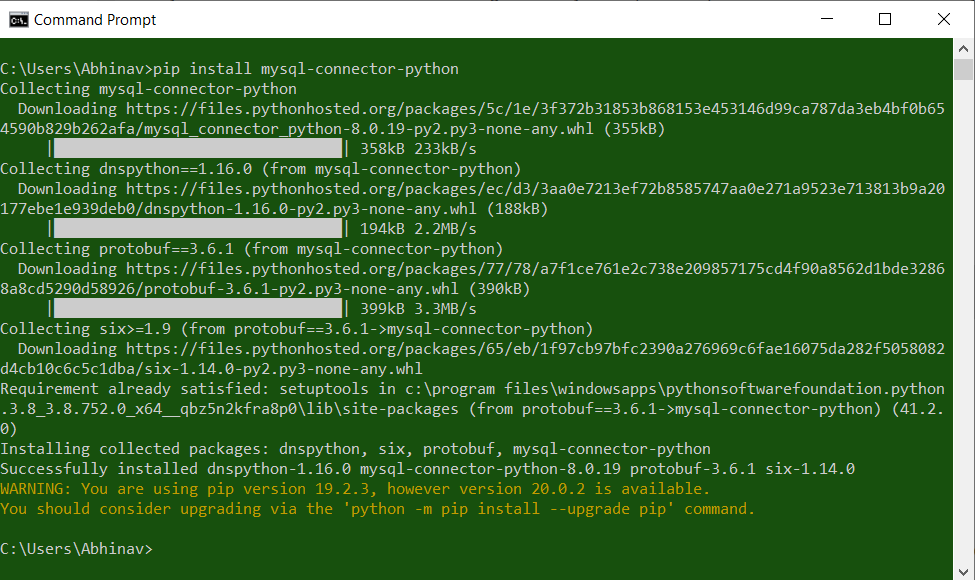 Command Prompt
C:\Users\Abhinav>pip install mysql-connector-python
Collecting mysql-connector-python
  Downloading https://files.pythonhosted.org/packages/5c/1e/3f372b31853b868153e453146d99ca787da3eb4bf0b65
4590b829b262afa/mysql_connector_python-8.0.19-py2.py3-none-any.whl (355kB)
     |████████████████████████████████| 358kB 233kB/s
Collecting dnspython==1.16.0 (from mysql-connector-python)
  Downloading https://files.pythonhosted.org/packages/ec/d3/3aa0e7213ef72b8585747aa0e271a9523e713813b9a20
177ebe1e939deb0/dnspython-1.16.0-py2.py3-none-any.whl (188kB)
     |████████████████████████████████| 194kB 2.2MB/s
Collecting protobuf==3.6.1 (from mysql-connector-python)
  Downloading https://files.pythonhosted.org/packages/77/78/a7f1ce761e2c738e209857175cd4f90a8562d1bde32868
8a8cd5290d58926/protobuf-3.6.1-py2.py3-none-any.whl (390kB)
     |████████████████████████████████| 399kB 3.3MB/s
Collecting six>=1.9 (from protobuf==3.6.1->mysql-connector-python)
  Downloading https://files.pythonhosted.org/packages/65/eb/1f97cb97bfc2390a276969c6fae16075da282f5058082
d4cb10c6c5c1dba/six-1.14.0-py2.py3-none-any.whl
Requirement already satisfied: setuptools in c:\program files\windowsapps\pythonsoftwarefoundation.python
.3.8_3.8.752.0_x64__qbz5n2kfra8p0\lib\site-packages (from protobuf==3.6.1->mysql-connector-python) (41.2.
0)
Installing collected packages: dnspython, six, protobuf, mysql-connector-python
Successfully installed dnspython-1.16.0 mysql-connector-python-8.0.19 protobuf-3.6.1 six-1.14.0
WARNING: You are using pip version 19.2.3, however version 20.0.2 is available.
You should consider upgrading via the 'python -m pip install --upgrade pip' command.
C:\Users\Abhinav>